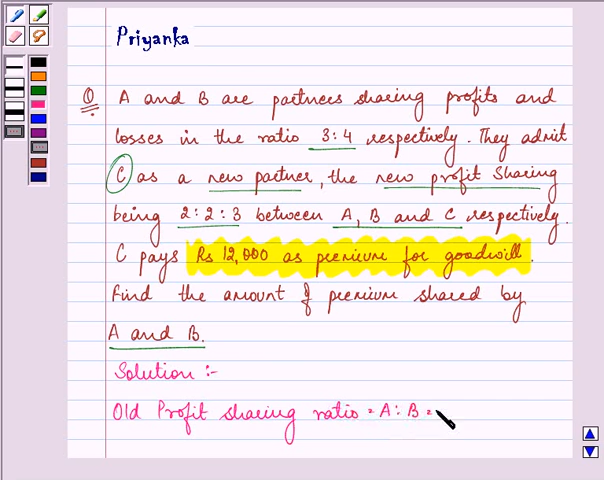 Priyanka
Q A and B are partners sharing profits and
losses in the ratio 3:4 respectively. They admit
C as a new partner, the new profit sharing
being 2:2:3 between A, B and C respectively.
C pays Rs 12,000 as premium for goodwill.
Find the amount of premium shared by
A and B.
Solution :-
Old Profit sharing ratio = A : B =